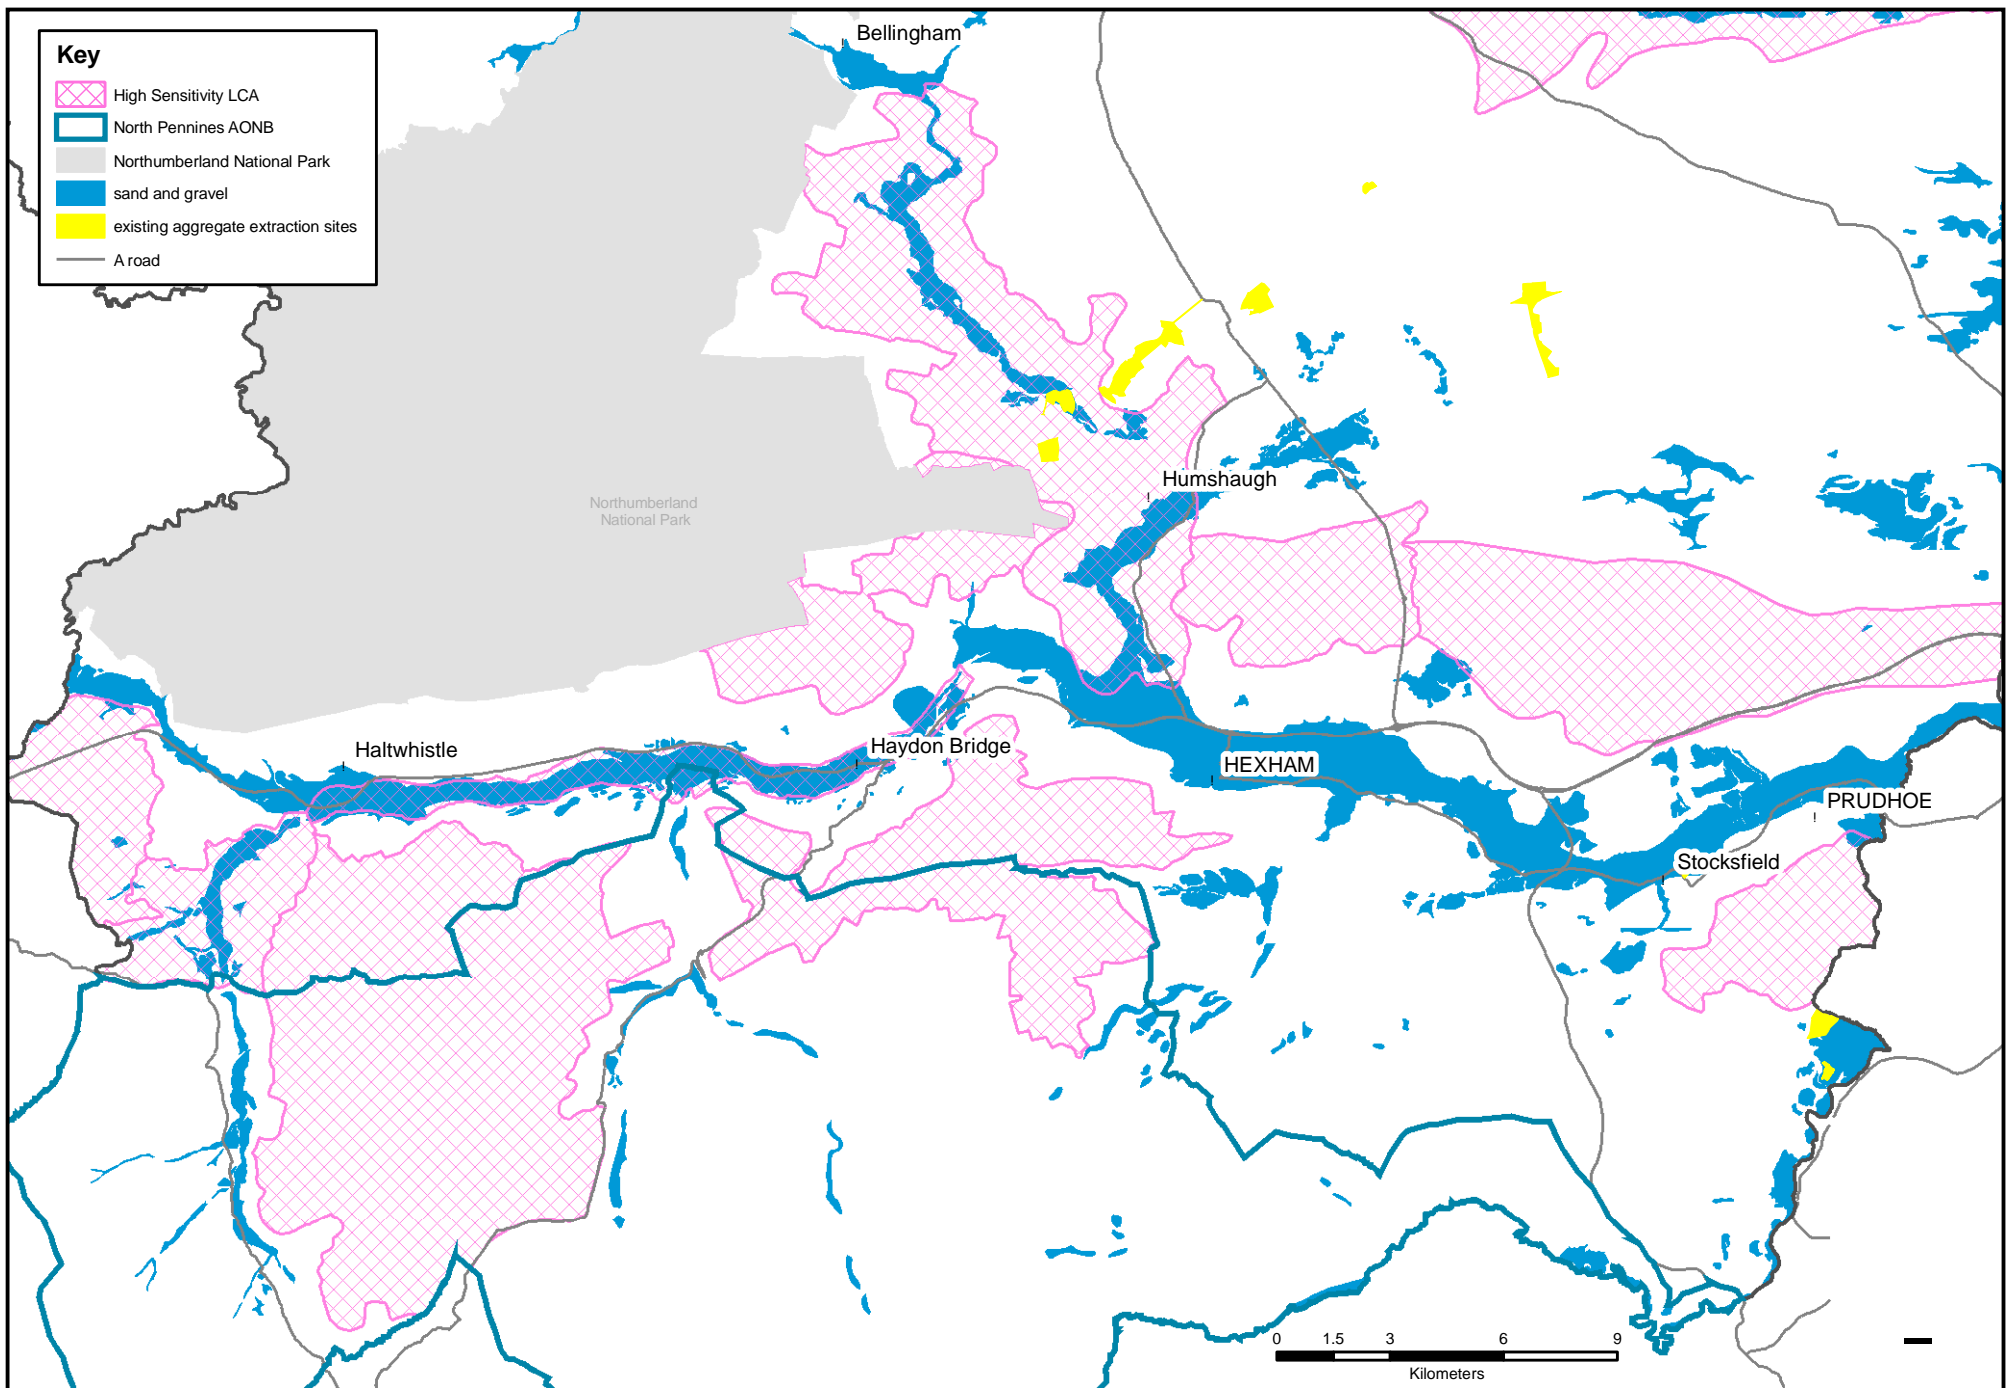 Key
High Sensitivity LCA
North Pennines AONB
Northumberland National Park
sand and gravel
existing aggregate extraction sites
A road
Bellingham
Humshaugh
Northumberland
National Park
Haltwhistle
Haydon Bridge
HEXHAM
PRUDHOE
Stocksfield
0 1.5 3 6 9
Kilometers